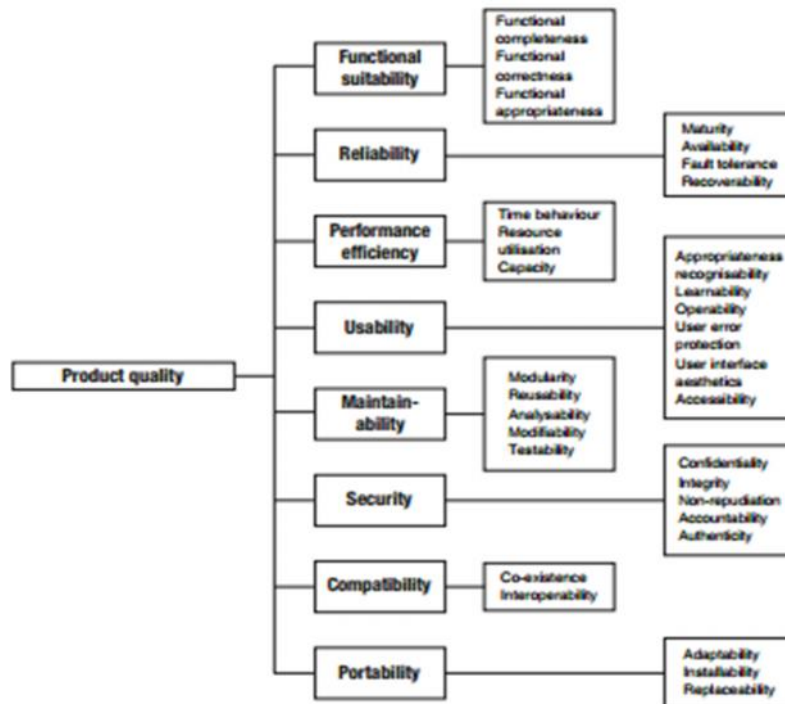 Product quality
Functional
suitability
Functional
completeness
Functional
correctness
Functional
appropriateness
Reliability
Maturity
Availability
Fault tolerance
Recoverability
Performance
efficiency
Time behaviour
Resource
utilisation
Capacity
Usability
Appropriateness
recognisability
Learnability
Operability
User error
protection
User interface
aesthetics
Accessibility
Maintain-
ability
Modularity
Reusability
Analysability
Modifiability
Testability
Security
Confidentiality
Integrity
Non-repudiation
Accountability
Authenticity
Compatibility
Co-existence
Interoperability
Portability
Adaptability
Installability
Replaceability